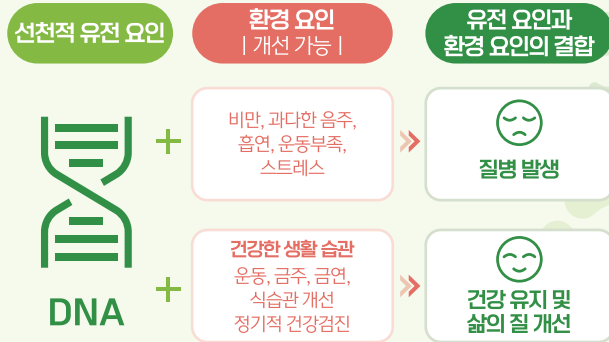 선천적 유전 요인
환경 요인
| 개선 가능 |
유전 요인과
환경 요인의 결합
비만, 과다한 음주,
흡연, 운동부족,
스트레스
질병 발생
건강한 생활 습관
운동, 금주, 금연,
식습관 개선
정기적 건강검진
건강 유지 및
삶의 질 개선
DNA